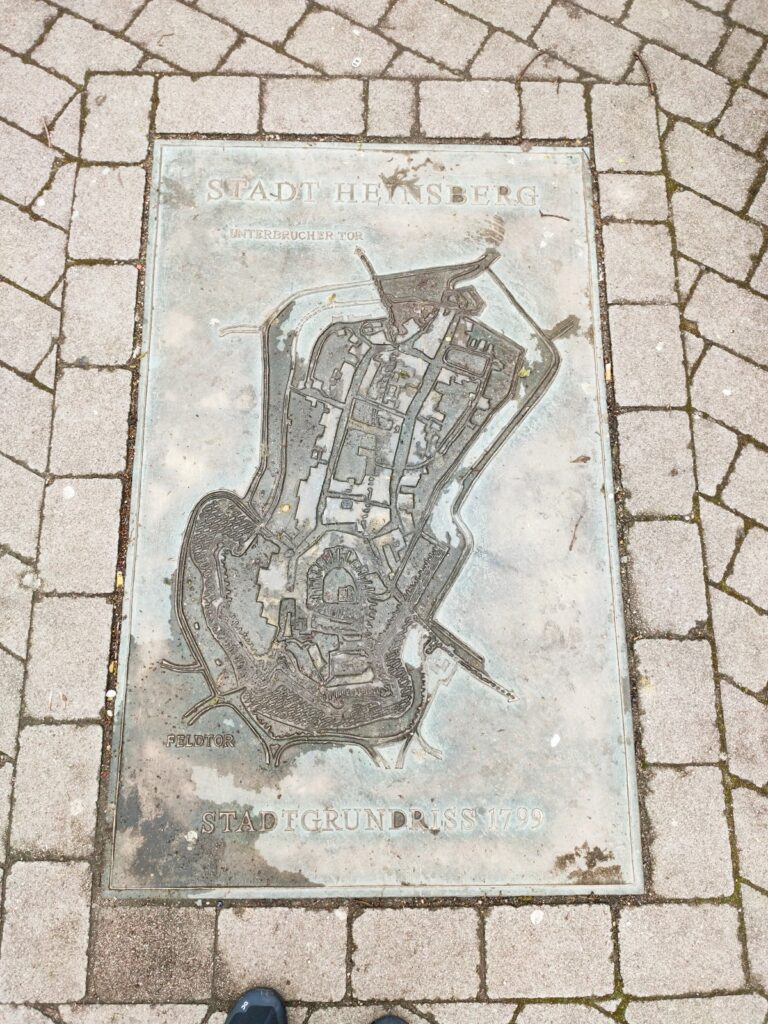 STADT HEINSBERG
UNTERBRUCHER TOR
FELDTOR
STADTGRUNDRISS 1799